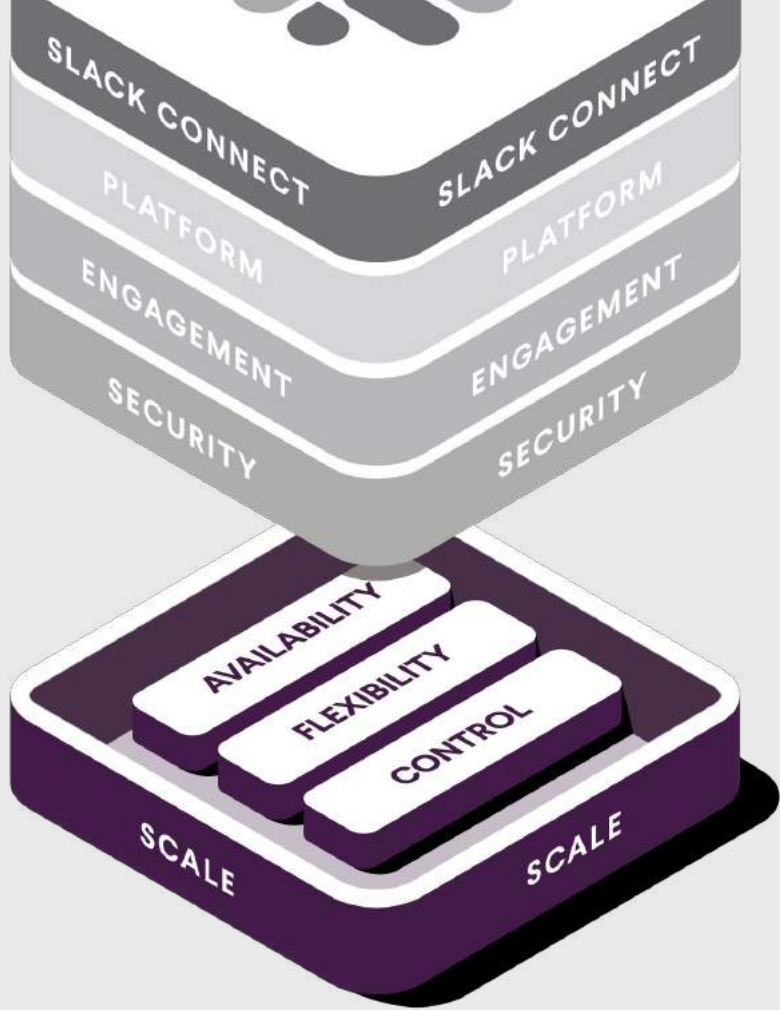 SLACK CONNECT
SLACK CONNECT
PLATFORM
PLATFORM
ENGAGEMENT
ENGAGEMENT
SECURITY
SECURITY
AVAILABILITY
FLEXIBILITY
CONTROL
SCALE
SCALE